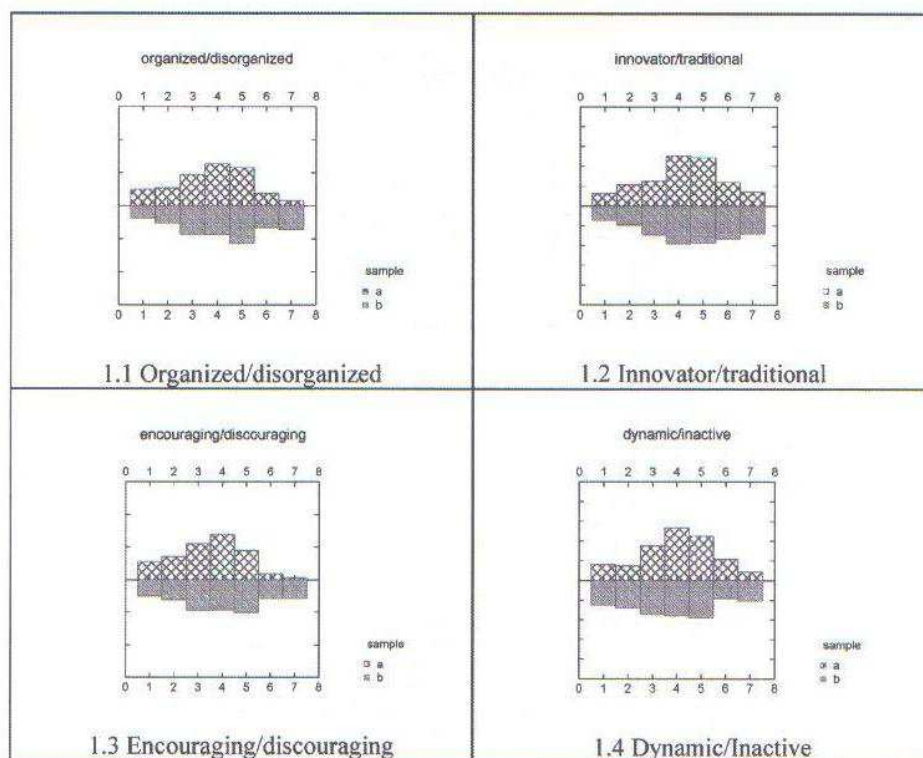 organized/disorganized
0 1 2 3 4 5 6 7 8
sample
a
b
0 1 2 3 4 5 6 7 8
1.1 Organized/disorganized
innovator/traditional
0 1 2 3 4 5 6 7 8
sample
a
b
0 1 2 3 4 5 6 7 8
1.2 Innovator/traditional
encouraging/discouraging
0 1 2 3 4 5 6 7 8
sample
a
b
0 1 2 3 4 5 6 7 8
1.3 Encouraging/discouraging
dynamic/inactive
0 1 2 3 4 5 6 7 8
sample
a
b
0 1 2 3 4 5 6 7 8
1.4 Dynamic/Inactive